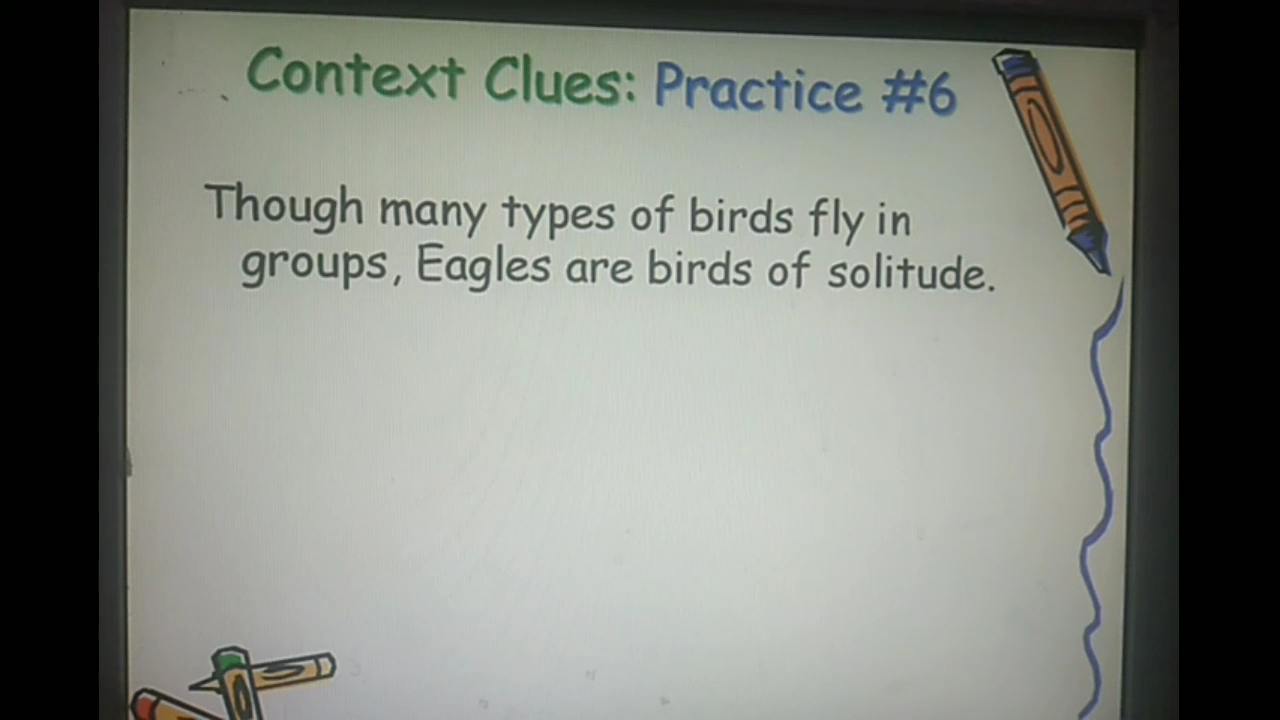 Context Clues: Practice #6
Though many types of birds fly in
groups, Eagles are birds of solitude.